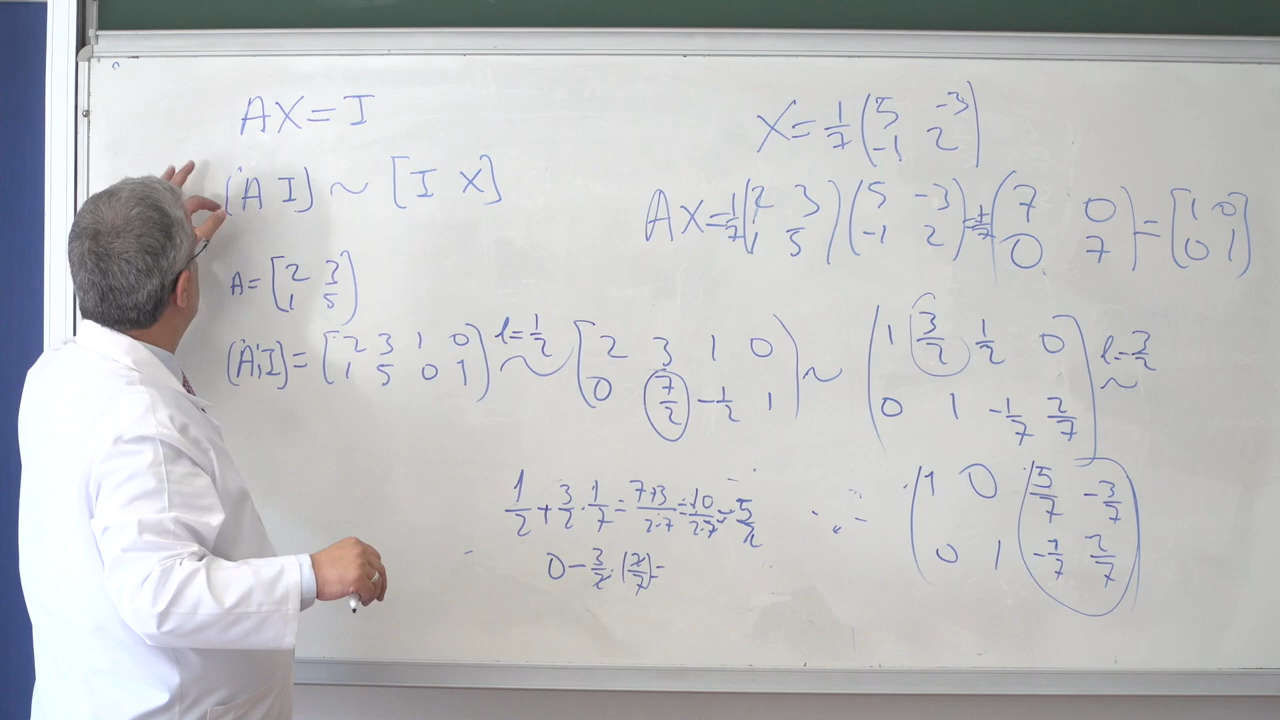 AX = I
(A I) ~ [I X]
A = [2 3
1 5]
(A I) = [2 3 1 0
1 5 0 1] l=1/2 ~ [2 3 1 0
0 7/2 -1/2 1] ~ (1 3/2 1/2 0
0 1 -1/7 2/7) l=3/2 ~
(1 0 5/7 -3/7
0 1 -1/7 2/7)
1/2 + 3/2 · 1/7 = 7+3/2·7 = 10/2·7 = 5/2
0 - 3/2 · (2/7) =
X = 1/7 (5 -3
-1 2)
AX = 1/7 (2 3
1 5) (5 -3
-1 2) = 1/7 (7 0
0 7) = [1 0
0 1]